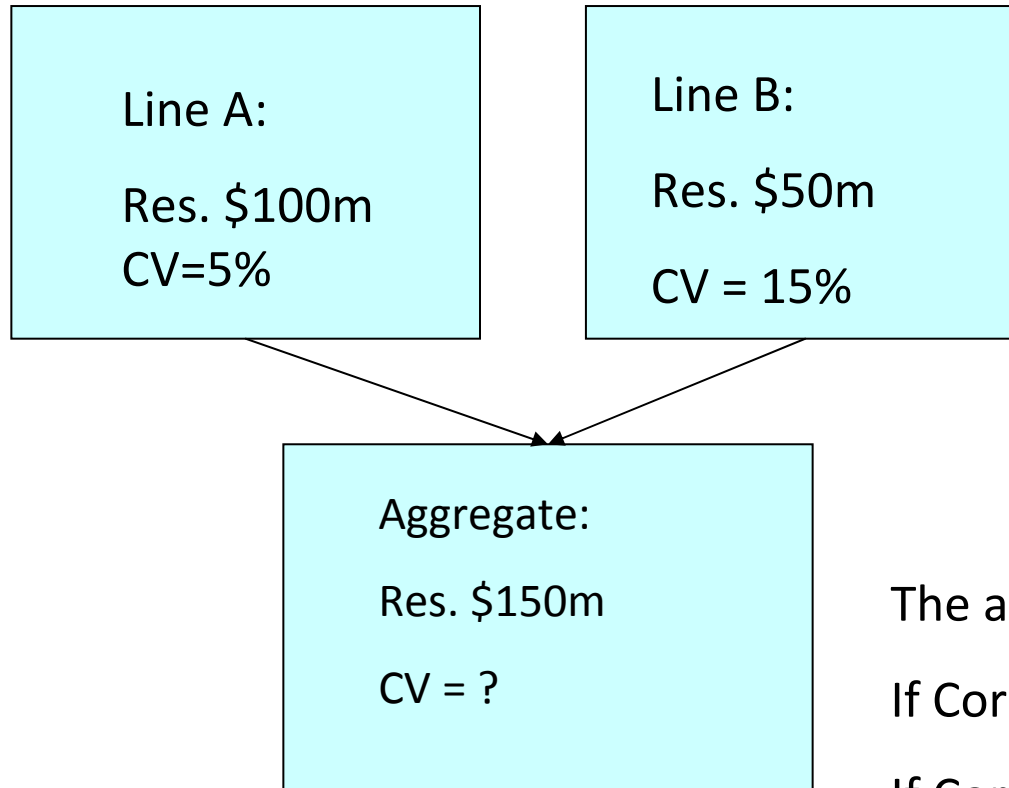 Line A:
Res. $100m
CV=5%
Line B:
Res. $50m
CV = 15%
Aggregate:
Res. $150m
CV = ?
The a
If Cor